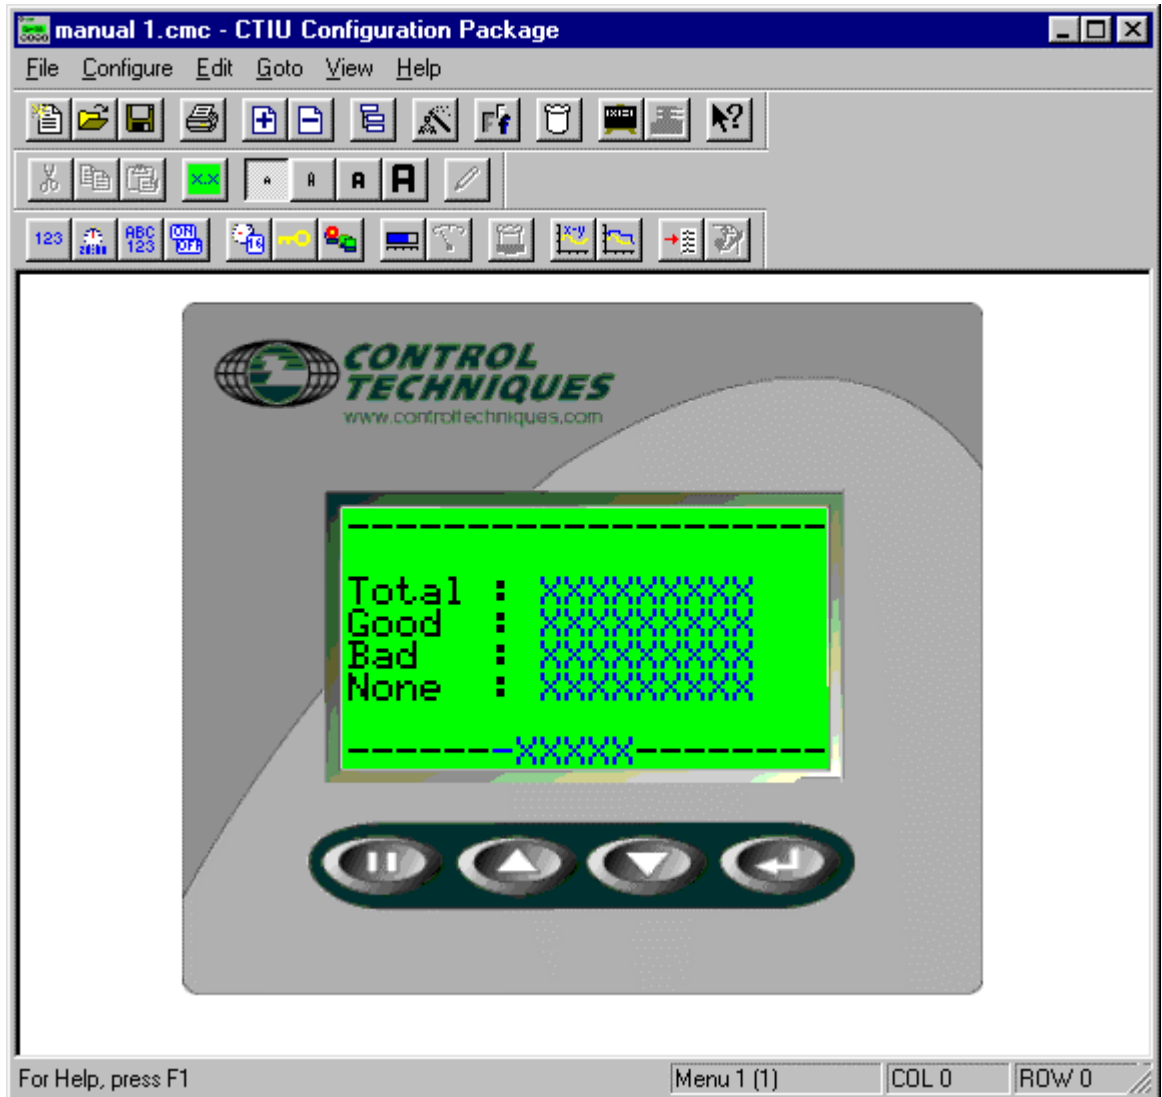 manual 1.cmc - CTIU Configuration Package
File Configure Edit Goto View Help
F f
x.x A A A A
123 ABC 123 ON OFF 16 x-y
CONTROL
TECHNIQUES
www.controltechniques.com
--------------------
Total : XXXXXXXXX
Good : XXXXXXXXX
Bad : XXXXXXXXX
None : XXXXXXXXX
-------XXXXX--------
For Help, press F1 Menu 1 (1) COL 0 ROW 0